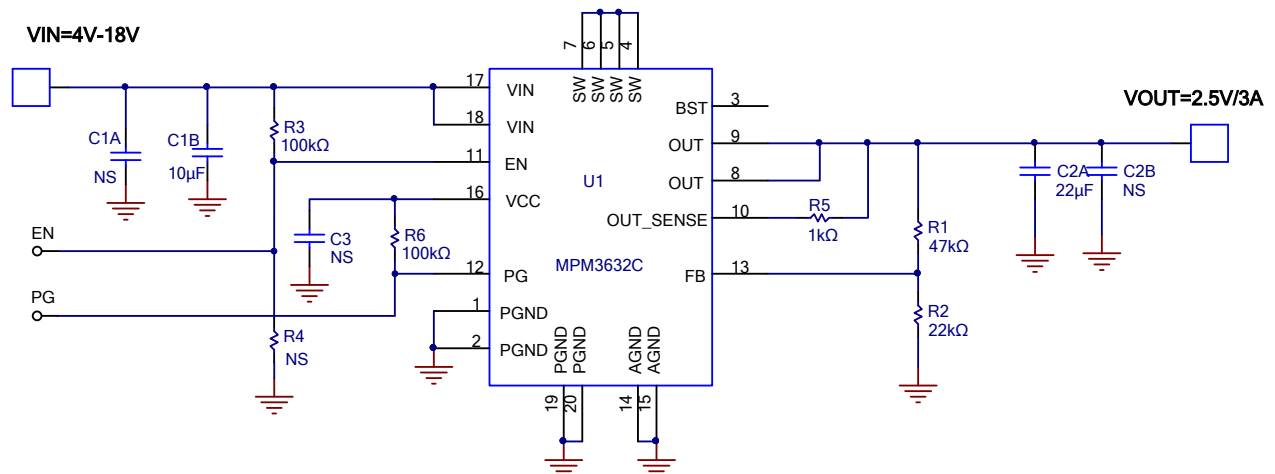 VIN=4V-18V
VOUT=2.5V/3A
7
6
5
4
SW
SW
SW
SW
17
VIN
18
VIN
11
EN
16
VCC
12
PG
1
PGND
2
PGND
BST
3
OUT
9
OUT
8
OUT_SENSE
10
FB
13
U1
MPM3632C
PGND
PGND
AGND
AGND
19
20
14
15
C1A
NS
C1B
10µF
R3
100kΩ
C3
NS
R6
100kΩ
EN
PG
R4
NS
R5
1kΩ
R1
47kΩ
R2
22kΩ
C2A
22µF
C2B
NS